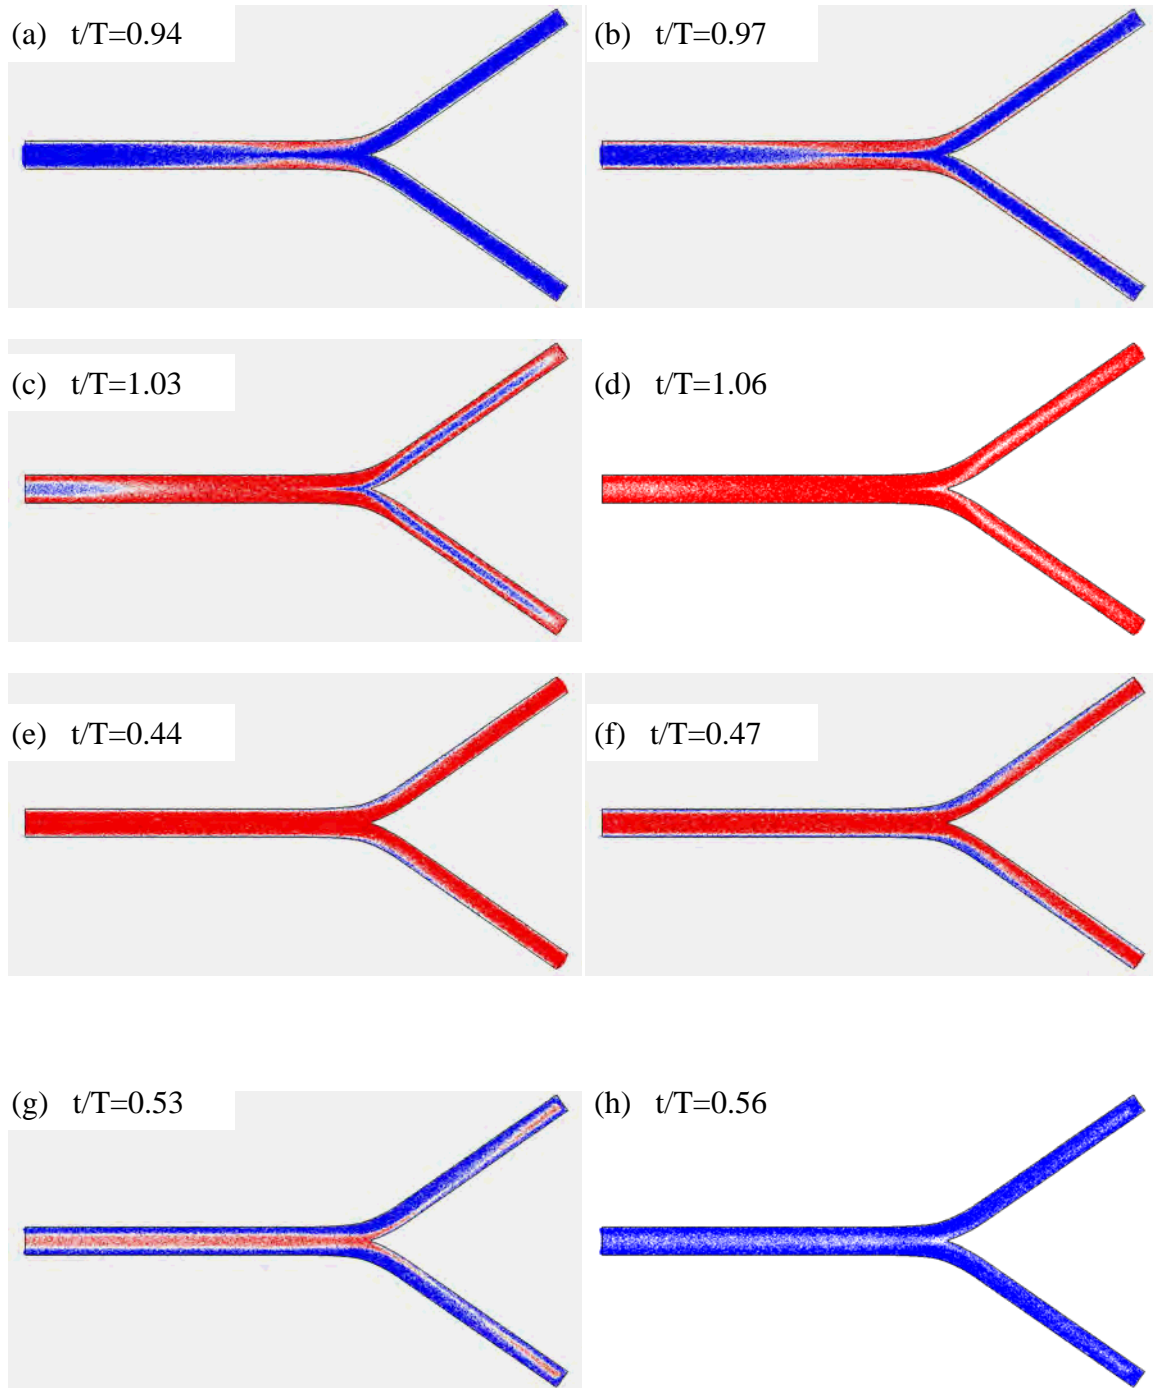 (a) t/T=0.94
(b) t/T=0.97
(c) t/T=1.03
(d) t/T=1.06
(e) t/T=0.44
(f) t/T=0.47
(g) t/T=0.53
(h) t/T=0.56